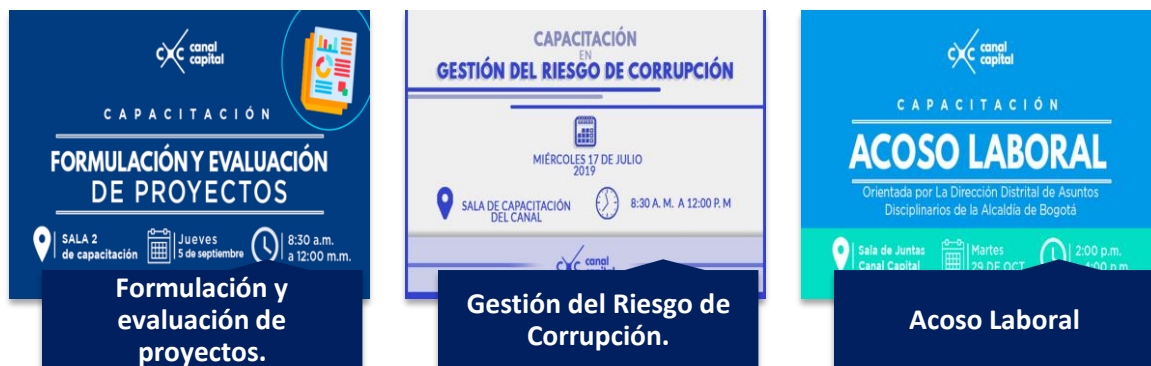 canal
capital
CAPACITACIÓN
FORMULACIÓN Y EVALUACIÓN
DE PROYECTOS
SALA 2
de capacitación
Jueves
5 de septiembre
8:30 a.m.
a 12:00 m.m.
Formulación y
evaluación de
proyectos.
CAPACITACIÓN
EN
GESTIÓN DEL RIESGO DE CORRUPCIÓN
MIÉRCOLES 17 DE JULIO
2019
SALA DE CAPACITACIÓN
DEL CANAL
8:30 A. M. A 12:00 P. M
canal
Gestión del Riesgo de
Corrupción.
canal
capital
CAPACITACIÓN
ACOSO LABORAL
Orientada por La Dirección Distrital de Asuntos
Disciplinarios de la Alcaldía de Bogotá
Sala de Juntas
Canal Capital
Martes
29 DE OCT
2:00 p.m.
Acoso Laboral